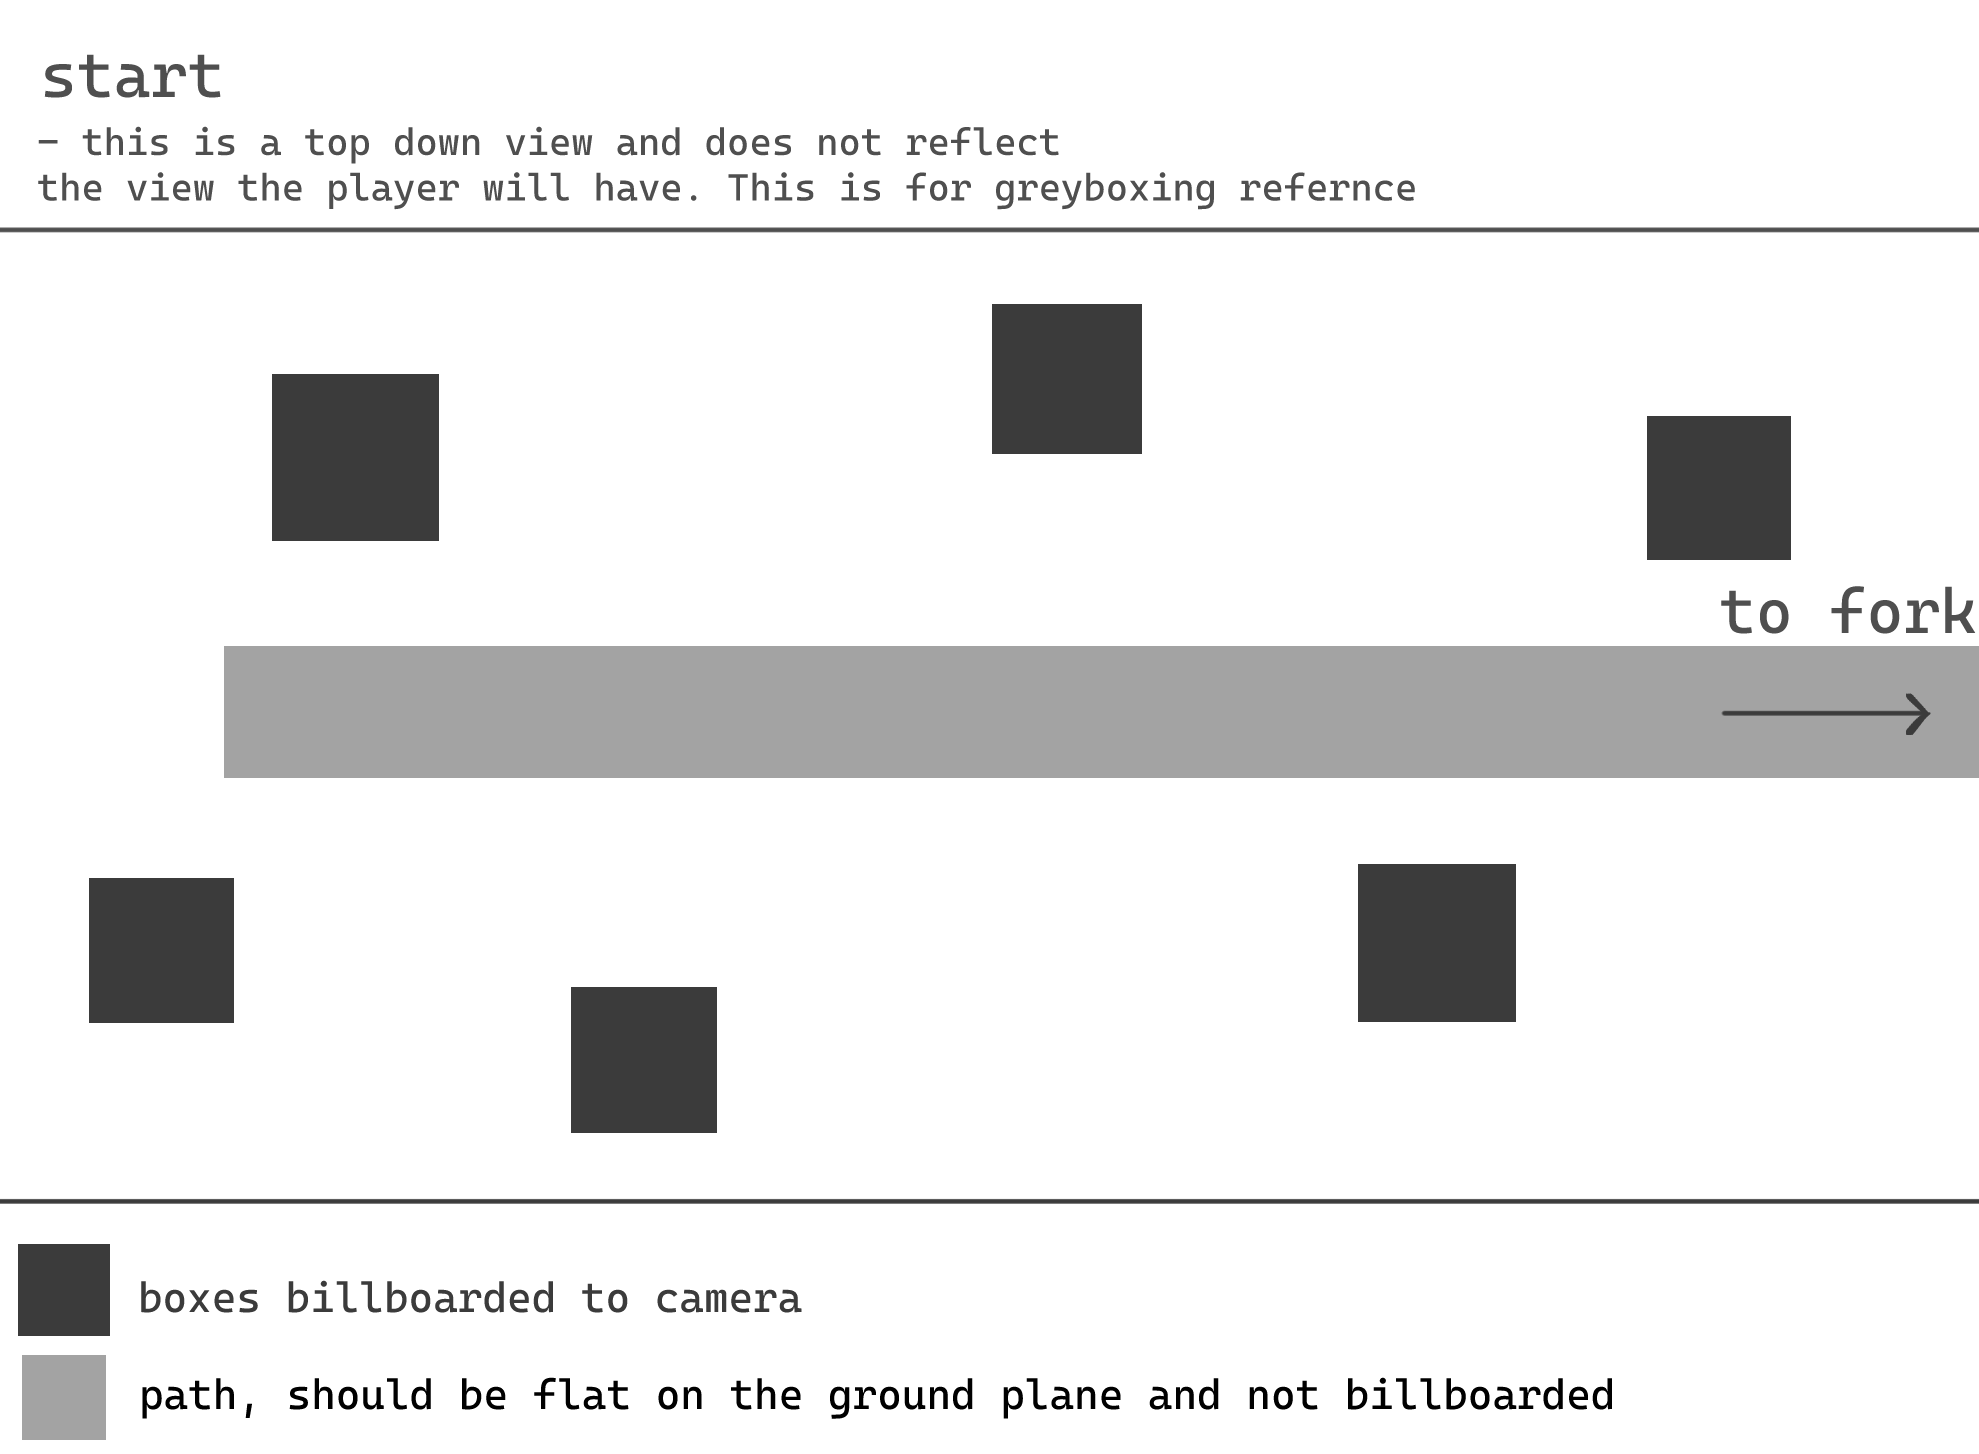 start
- this is a top down view and does not reflect
the view the player will have. This is for greyboxing refernce
to fork
boxes billboarded to camera
path, should be flat on the ground plane and not billboarded